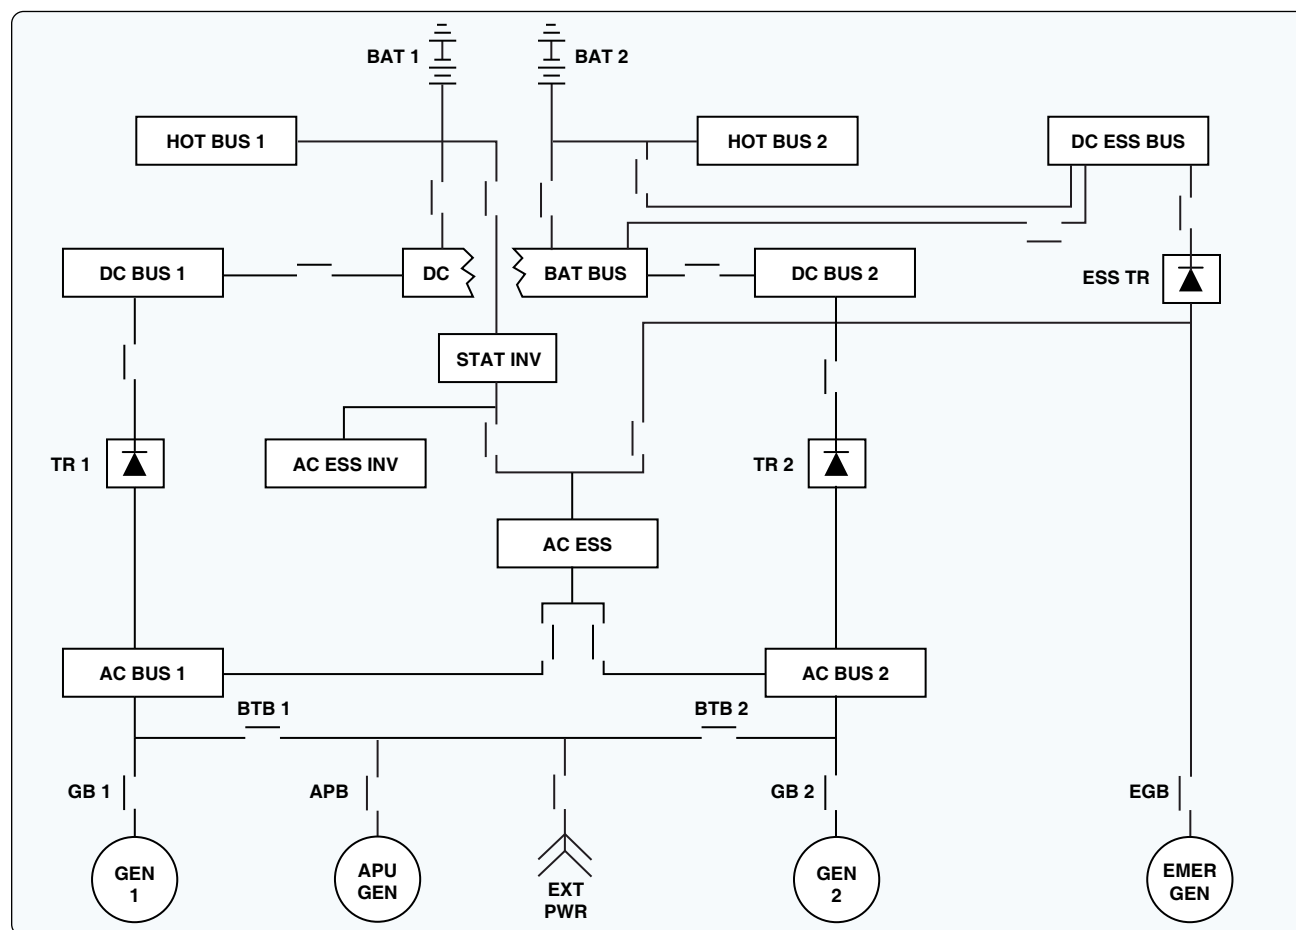 BAT 1
BAT 2
HOT BUS 1
HOT BUS 2
DC ESS BUS
DC BUS 1
DC
BAT BUS
DC BUS 2
ESS TR
STAT INV
TR 1
AC ESS INV
TR 2
AC ESS
AC BUS 1
AC BUS 2
BTB 1
BTB 2
GB 1
APB
GB 2
EGB
GEN
1
APU
GEN
EXT
PWR
GEN
2
EMER
GEN